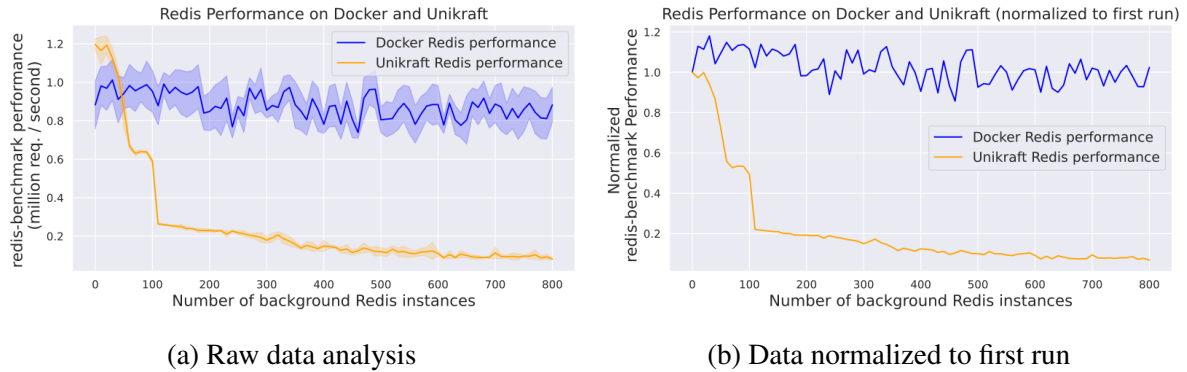 Redis Performance on Docker and Unikraft
redis-benchmark performance
(million req. / second)
1.2
1.0
0.8
0.6
0.4
0.2
Docker Redis performance
Unikraft Redis performance
0 100 200 300 400 500 600 700 800
Number of background Redis instances
(a) Raw data analysis
Redis Performance on Docker and Unikraft (normalized to first run)
Normalized
redis-benchmark Performance
1.2
1.0
0.8
0.6
0.4
0.2
Docker Redis performance
Unikraft Redis performance
0 100 200 300 400 500 600 700 800
Number of background Redis instances
(b) Data normalized to first run